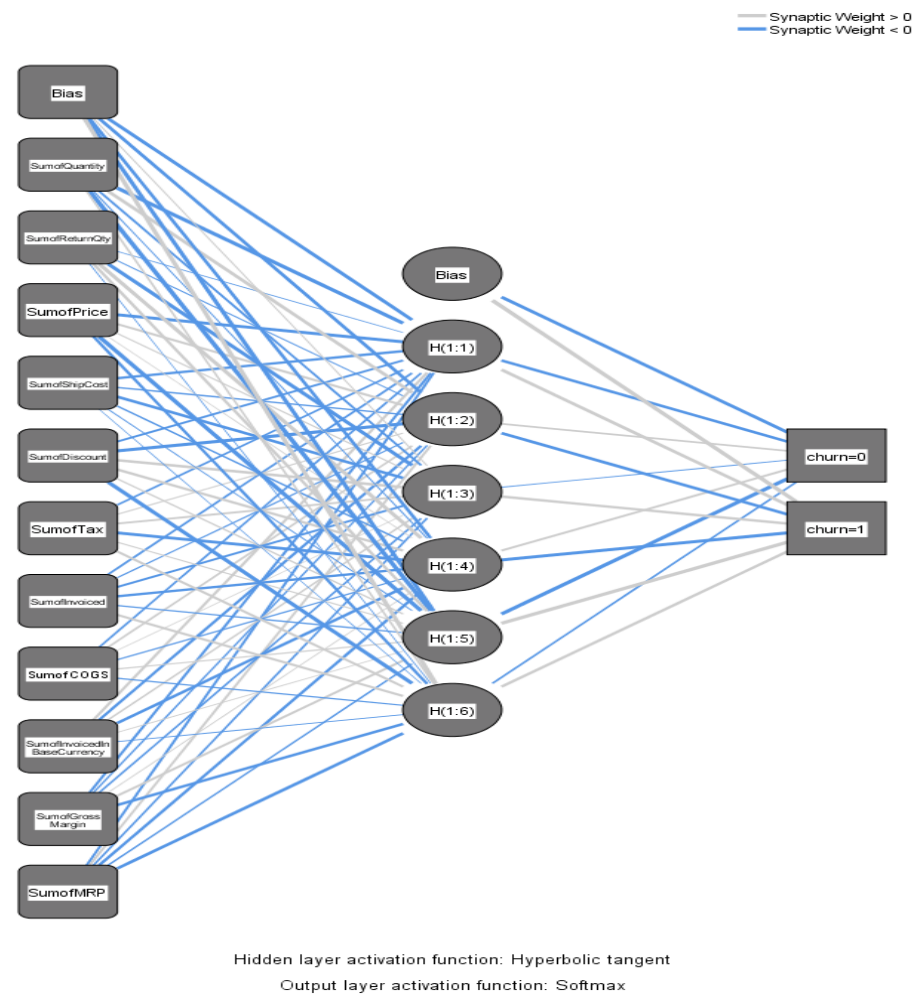 Synaptic Weight > 0
Synaptic Weight < 0
Bias
SumofQuantity
SumofReturnQty
SumofPrice
SumofShipCost
SumofDiscount
SumofTax
SumofInvoiced
SumofCOGS
SumofInvoicedIn
BaseCurrency
SumofGross
Margin
SumofMRP
Bias
H(1:1)
H(1:2)
H(1:3)
H(1:4)
H(1:5)
H(1:6)
churn=0
churn=1
Hidden layer activation function: Hyperbolic tangent
Output layer activation function: Softmax